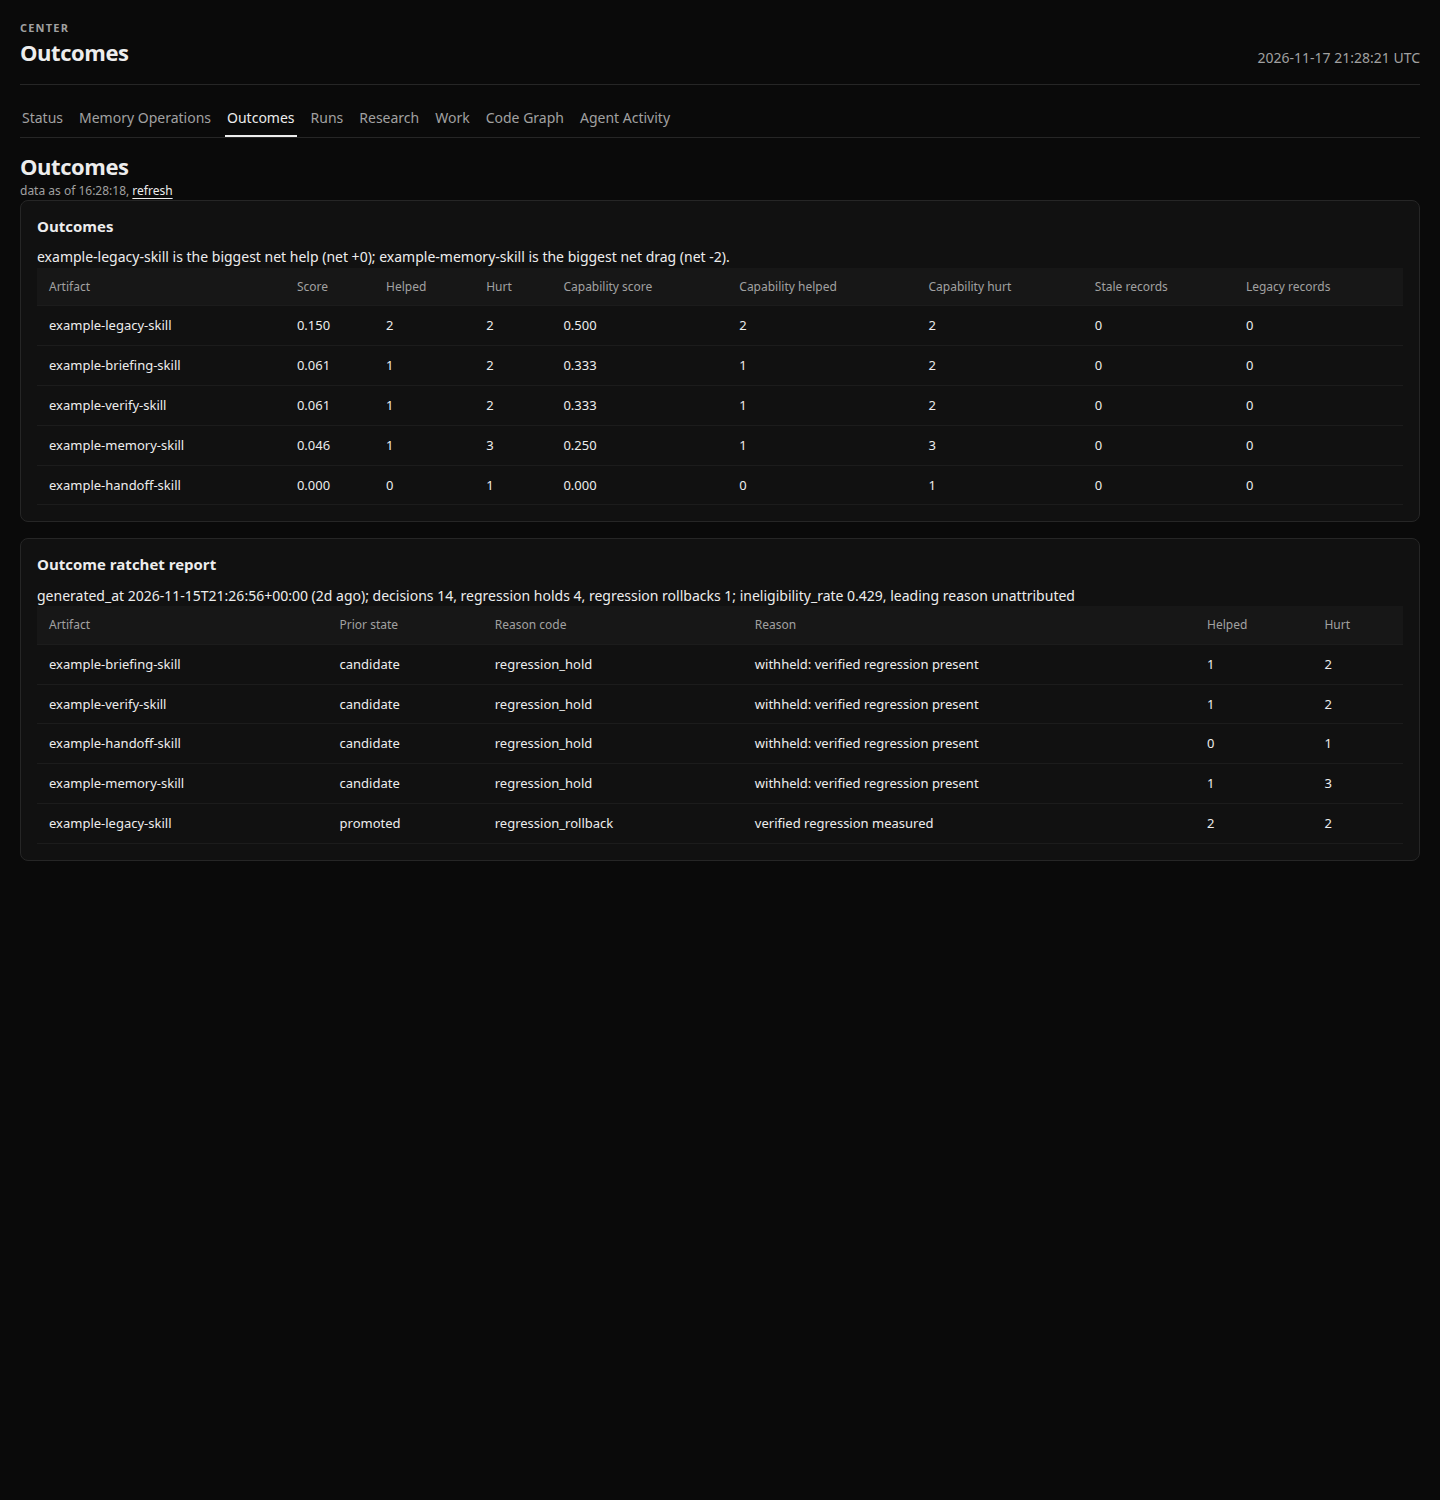 CENTER
Outcomes
2026-11-17 21:28:21 UTC
Status Memory Operations Outcomes Runs Research Work Code Graph Agent Activity
Outcomes
data as of 16:28:18, refresh
Outcomes
example-legacy-skill is the biggest net help (net +0); example-memory-skill is the biggest net drag (net -2).
Artifact Score Helped Hurt Capability score Capability helped Capability hurt Stale records Legacy records
example-legacy-skill 0.150 2 2 0.500 2 2 0 0
example-briefing-skill 0.061 1 2 0.333 1 2 0 0
example-verify-skill 0.061 1 2 0.333 1 2 0 0
example-memory-skill 0.046 1 3 0.250 1 3 0 0
example-handoff-skill 0.000 0 1 0.000 0 1 0 0
Outcome ratchet report
generated_at 2026-11-15T21:26:56+00:00 (2d ago); decisions 14, regression holds 4, regression rollbacks 1; ineligibility_rate 0.429, leading reason unattributed
Artifact Prior state Reason code Reason Helped Hurt
example-briefing-skill candidate regression_hold withheld: verified regression present 1 2
example-verify-skill candidate regression_hold withheld: verified regression present 1 2
example-handoff-skill candidate regression_hold withheld: verified regression present 0 1
example-memory-skill candidate regression_hold withheld: verified regression present 1 3
example-legacy-skill promoted regression_rollback verified regression measured 2 2